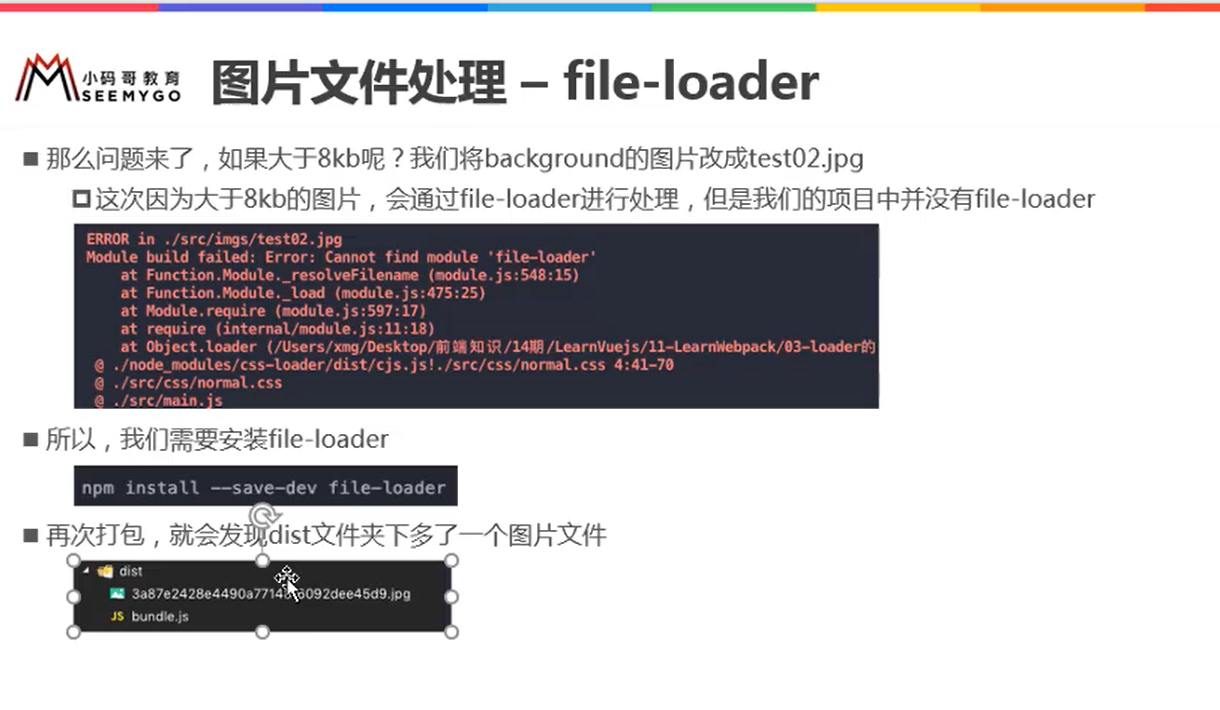 小码哥教育
SEEMYGO
图片文件处理 – file-loader
那么问题来了，如果大于8kb呢？我们将background的图片改成test02.jpg
这次因为大于8kb的图片，会通过file-loader进行处理，但是我们的项目中并没有file-loader
ERROR in ./src/imgs/test02.jpg
Module build failed: Error: Cannot find module 'file-loader'
at Function.Module._resolveFilename (module.js:548:15)
at Function.Module._load (module.js:475:25)
at Module.require (module.js:597:17)
at require (internal/module.js:11:18)
at Object.loader (/Users/xmg/Desktop/前端知识/14期/LearnVuejs/11-LearnWebpack/03-loader的
@ ./node_modules/css-loader/dist/cjs.js!./src/css/normal.css 4:41-70
@ ./src/css/normal.css
@ ./src/main.js
所以，我们需要安装file-loader
npm install --save-dev file-loader
再次打包，就会发现dist文件夹下多了一个图片文件
dist
JS bundle.js